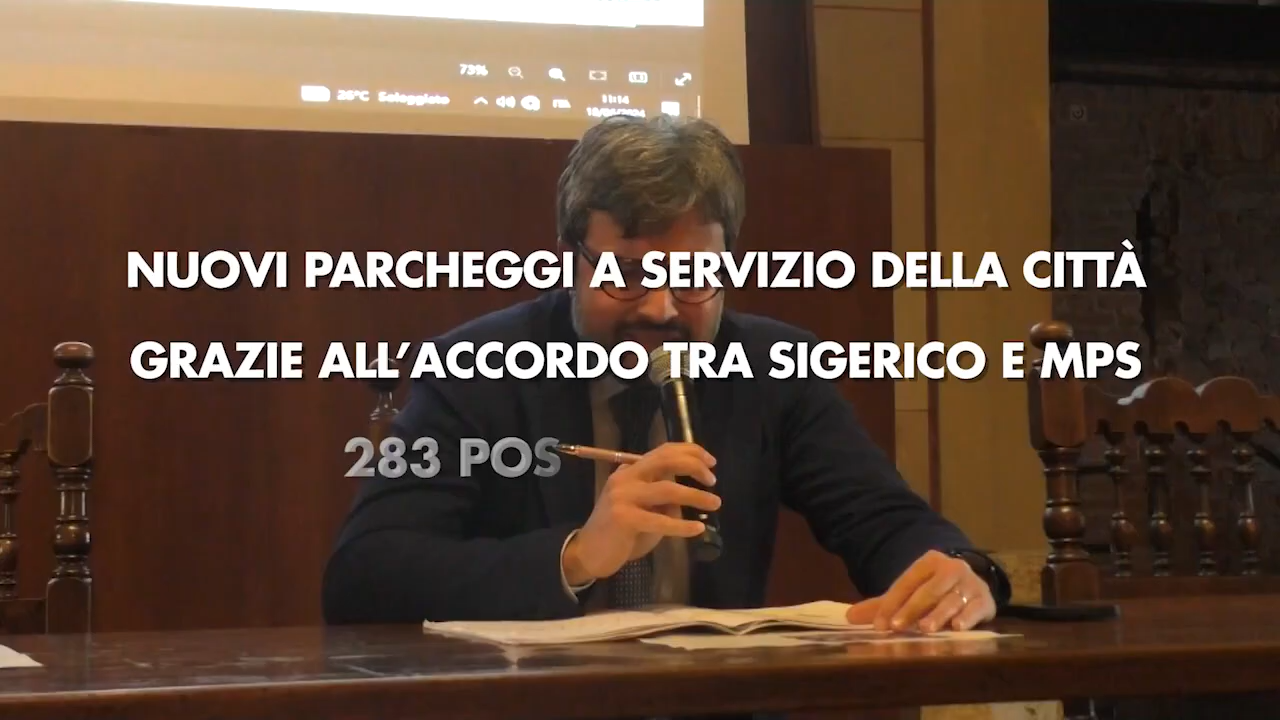 73%
26°C Soleggiato
11:14
NUOVI PARCHEGGI A SERVIZIO DELLA CITTÀ
GRAZIE ALL’ACCORDO TRA SIGERICO E MPS
283 POS